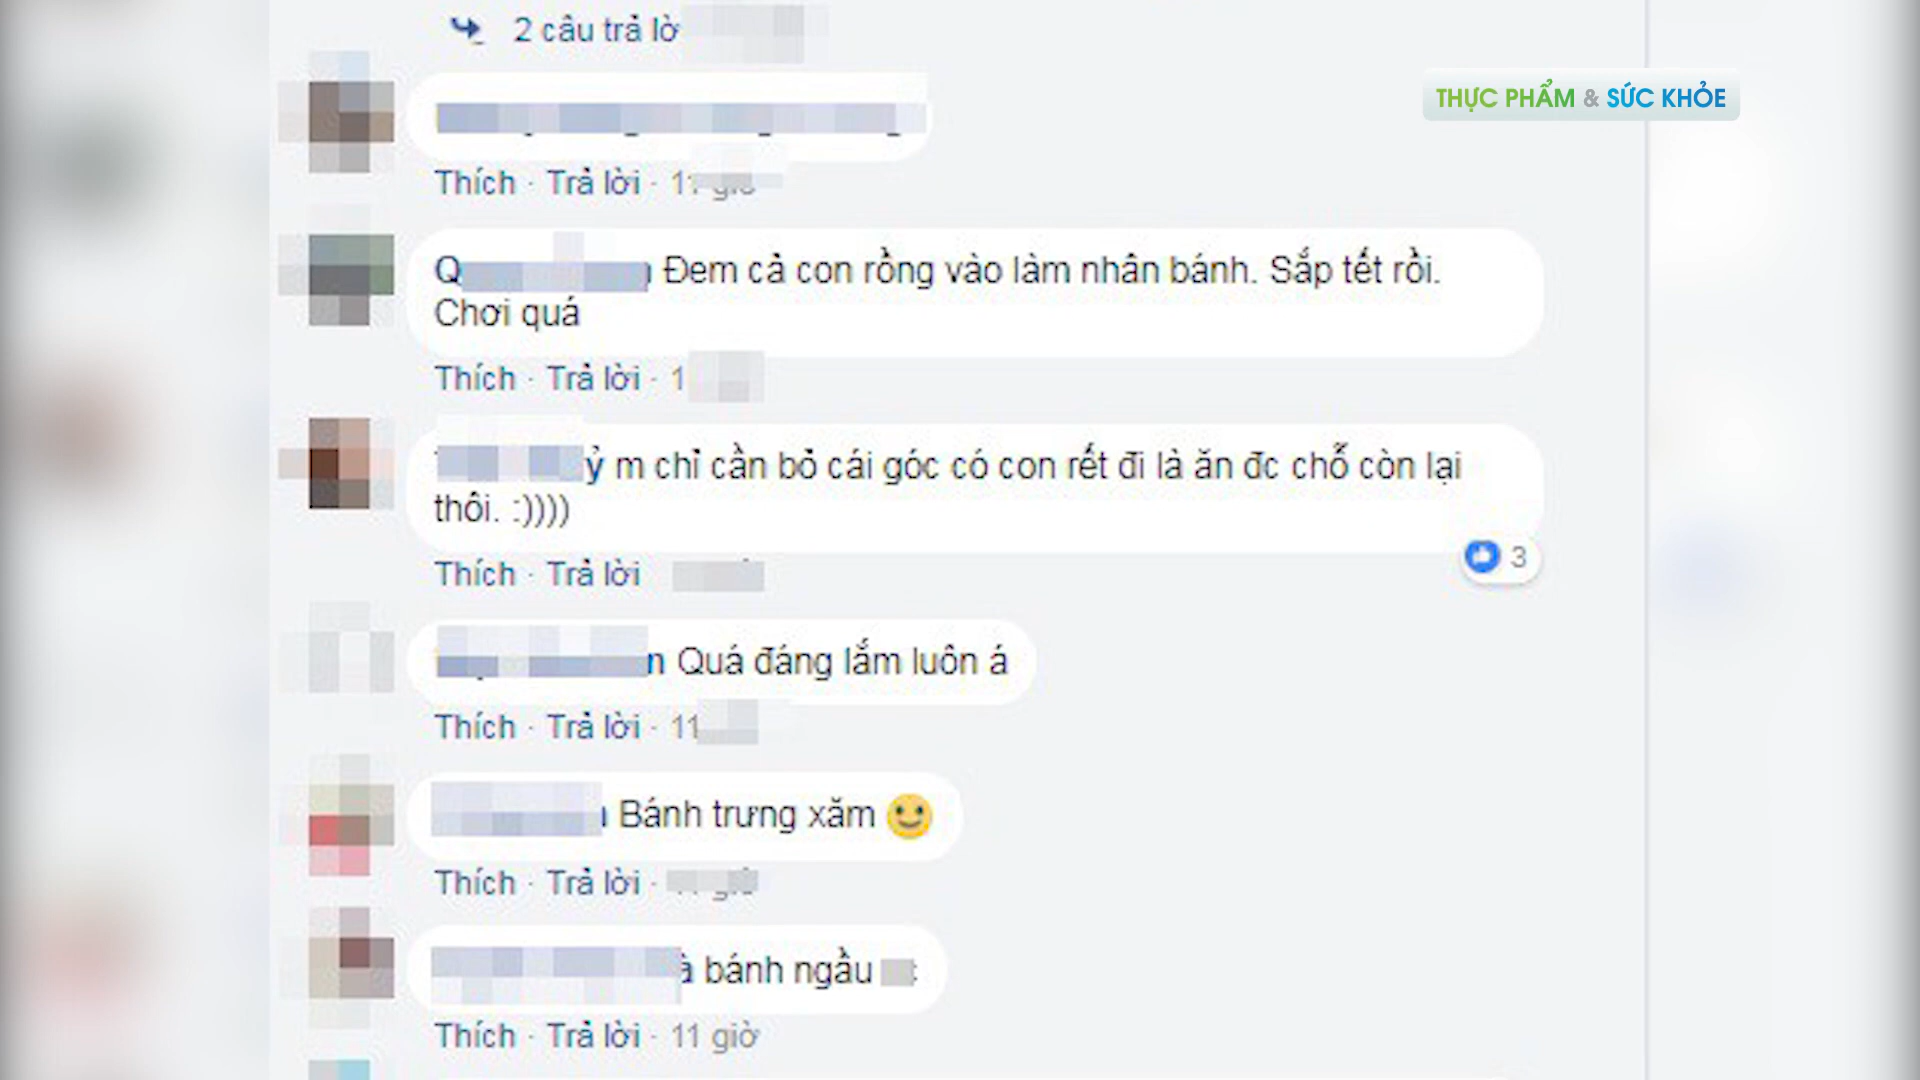 2 câu trả lờ
THỰC PHẨM & SỨC KHỎE
Thích · Trả lời · 11 giờ
Đem cả con rồng vào làm nhân bánh. Sắp tết rồi.
Chơi quá
Thích · Trả lời · 1
ỷ m chỉ cần bỏ cái góc có con rết đi là ăn đc chỗ còn lại
thôi. :))))
3
Thích · Trả lời
Quá đáng lắm luôn á
Thích · Trả lời · 11
Bánh trưng xăm
Thích · Trả lời ·
bánh ngầu
Thích · Trả lời · 11 giờ